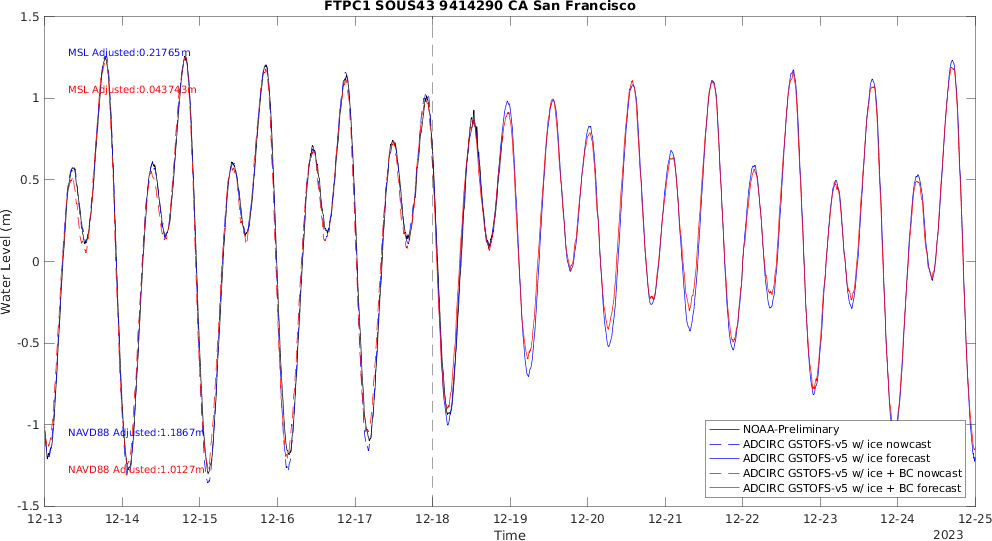 FTPC1 SOUS43 9414290 CA San Francisco
1.5
1
0.5
0
-0.5
-1
-1.5
Water Level (m)
MSL Adjusted:0.21765m
MSL Adjusted:0.043743m
NAVD88 Adjusted:1.1867m
NAVD88 Adjusted:1.0127m
NOAA-Preliminary
ADCIRC GSTOFS-v5 w/ ice nowcast
ADCIRC GSTOFS-v5 w/ ice forecast
ADCIRC GSTOFS-v5 w/ ice + BC nowcast
ADCIRC GSTOFS-v5 w/ ice + BC forecast
12-13 12-14 12-15 12-16 12-17 12-18 12-19 12-20 12-21 12-22 12-23 12-24 12-25
Time
2023